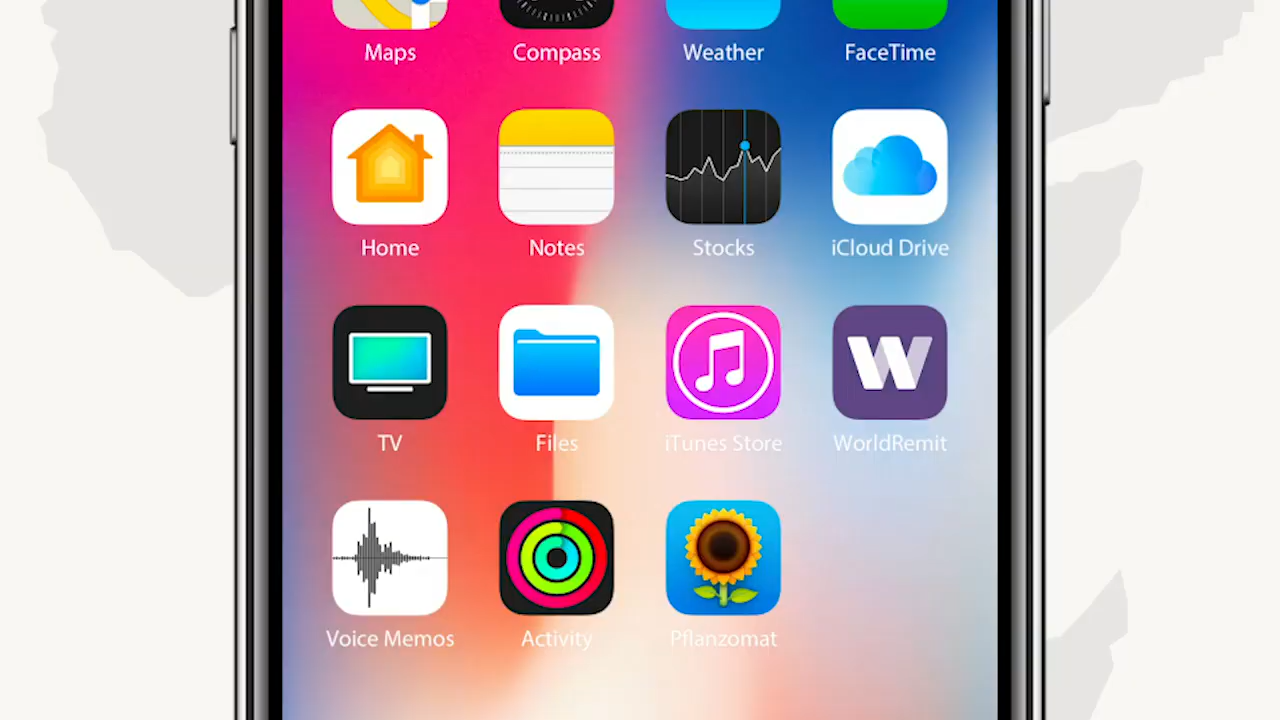 Maps Compass Weather FaceTime
Home Notes Stocks iCloud Drive
W
TV Files iTunes Store WorldRemit
Voice Memos Activity Pflanzomat